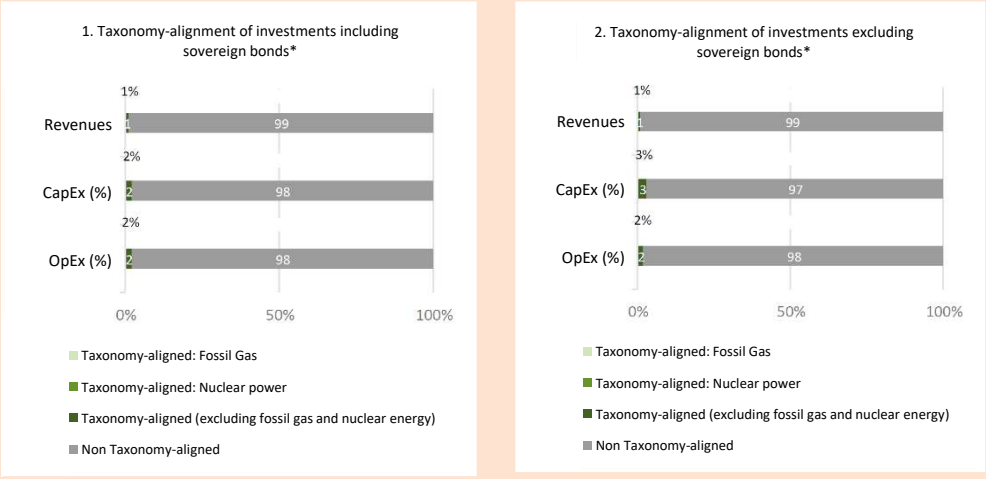 1. Taxonomy-alignment of investments including
sovereign bonds*
1%
Revenues
1
99
2%
CapEx (%)
2
98
2%
OpEx (%)
2
98
0%
50%
100%
Taxonomy-aligned: Fossil Gas
Taxonomy-aligned: Nuclear power
Taxonomy-aligned (excluding fossil gas and nuclear energy)
Non Taxonomy-aligned
2. Taxonomy-alignment of investments excluding
sovereign bonds*
1%
Revenues
1
99
3%
CapEx (%)
3
97
2%
OpEx (%)
2
98
0%
50%
100%
Taxonomy-aligned: Fossil Gas
Taxonomy-aligned: Nuclear power
Taxonomy-aligned (excluding fossil gas and nuclear energy)
Non Taxonomy-aligned